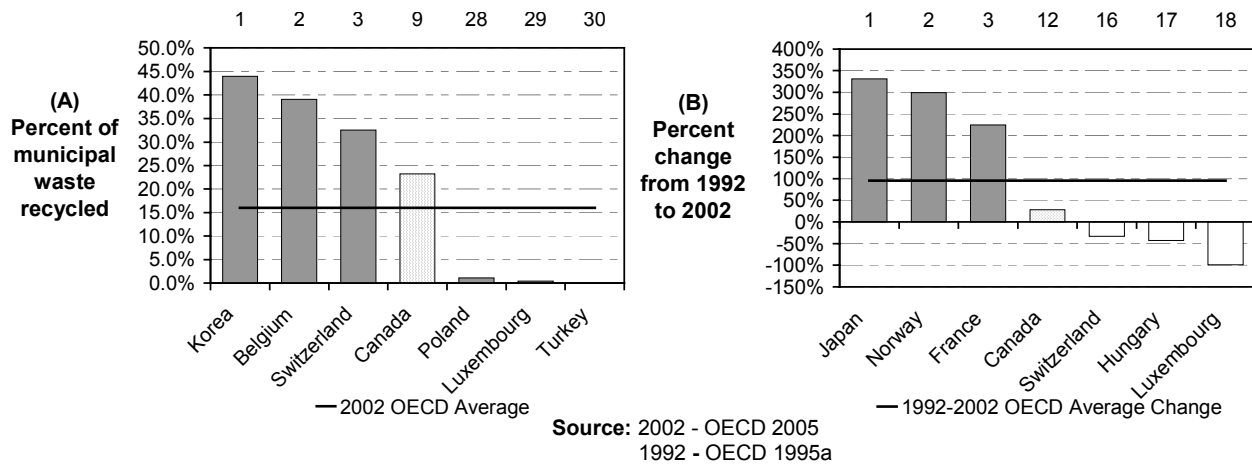 1 2 3 9 28 29 30
50.0%
45.0%
40.0%
35.0%
30.0%
25.0%
20.0%
15.0%
10.0%
5.0%
0.0%
(A)
Percent of
municipal
waste
recycled
Korea
Belgium
Switzerland
Canada
Poland
Luxembourg
Turkey
2002 OECD Average
1 2 3 12 16 17 18
400%
350%
300%
250%
200%
150%
100%
50%
0%
-50%
-100%
-150%
(B)
Percent
change
from 1992
to 2002
Japan
Norway
France
Canada
Switzerland
Hungary
Luxembourg
1992-2002 OECD Average Change
Source: 2002 - OECD 2005
1992 - OECD 1995a